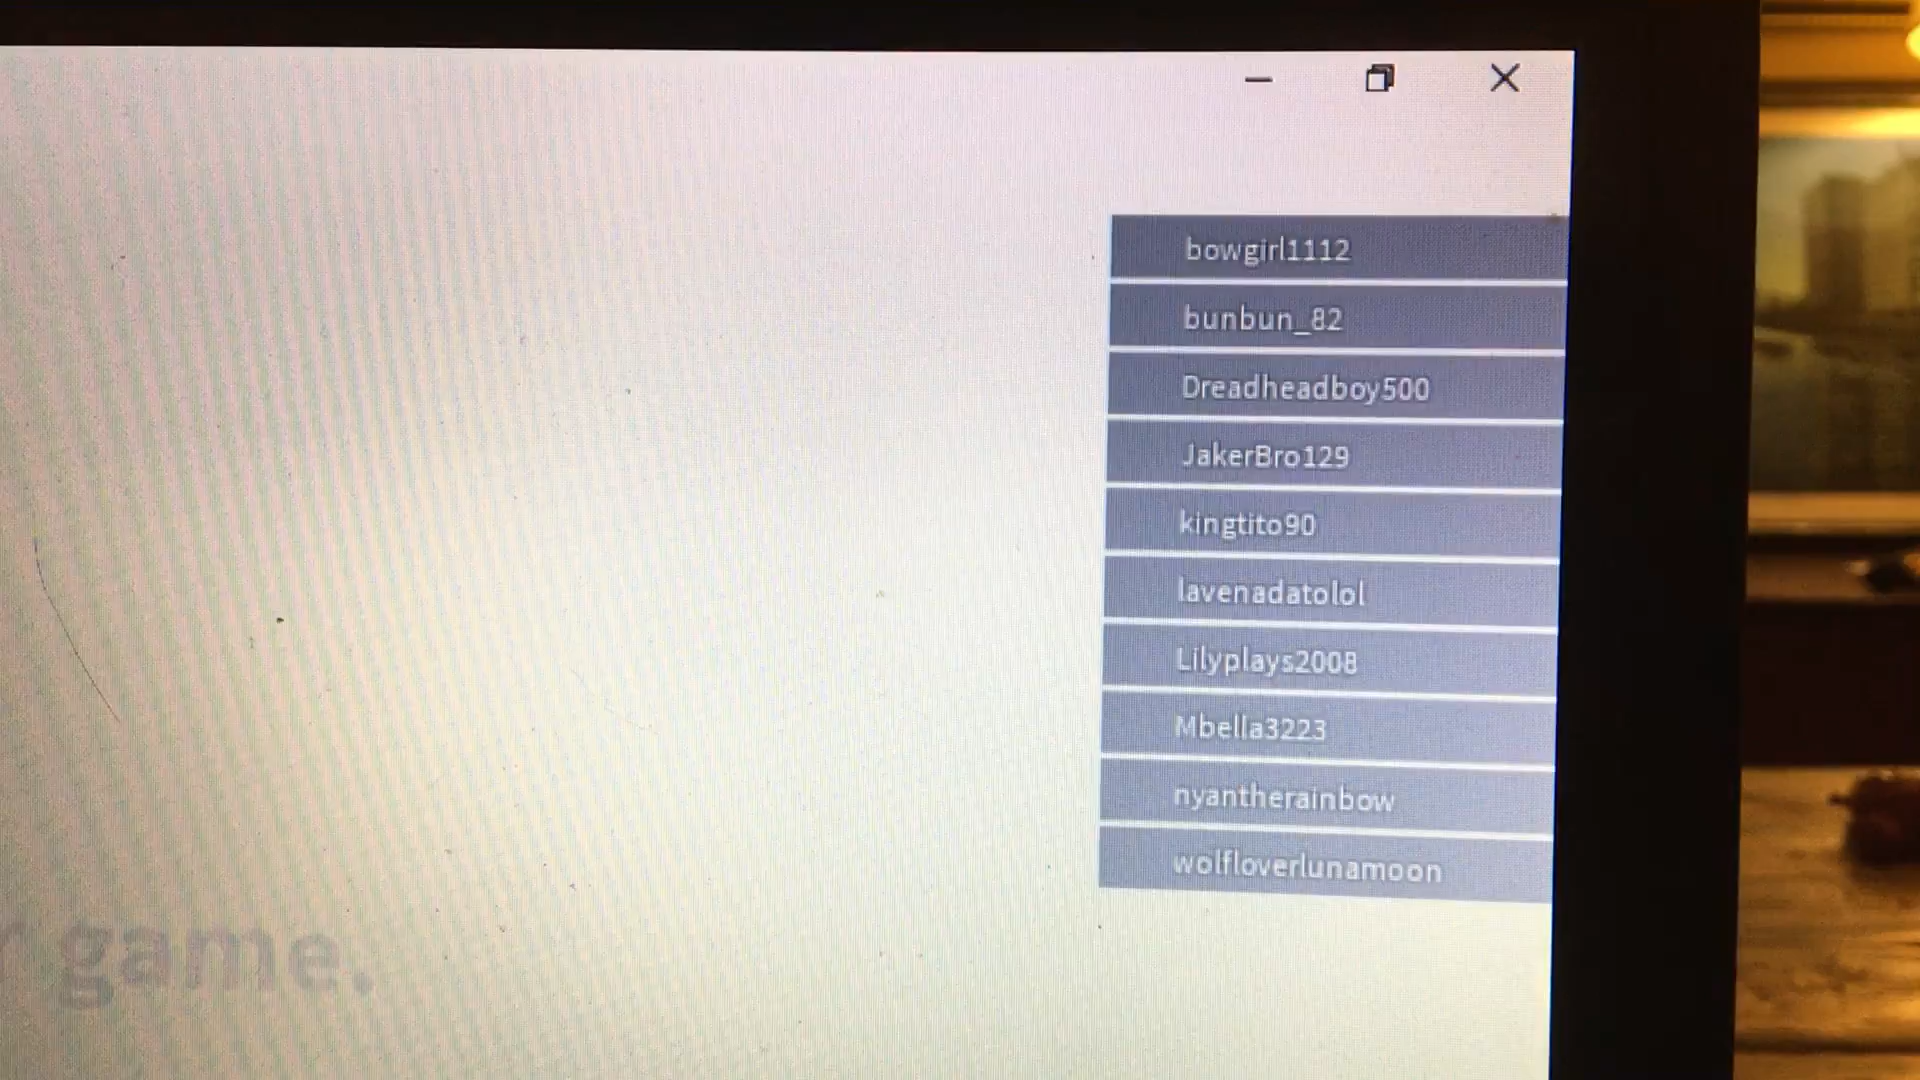 bowgirl1112
bunbun_82
Dreadheadboy500
JakerBro129
kingtito90
lavenadatolol
Lilyplays2008
Mbella3223
nyantherainbow
wolfloverlunamoon
game.